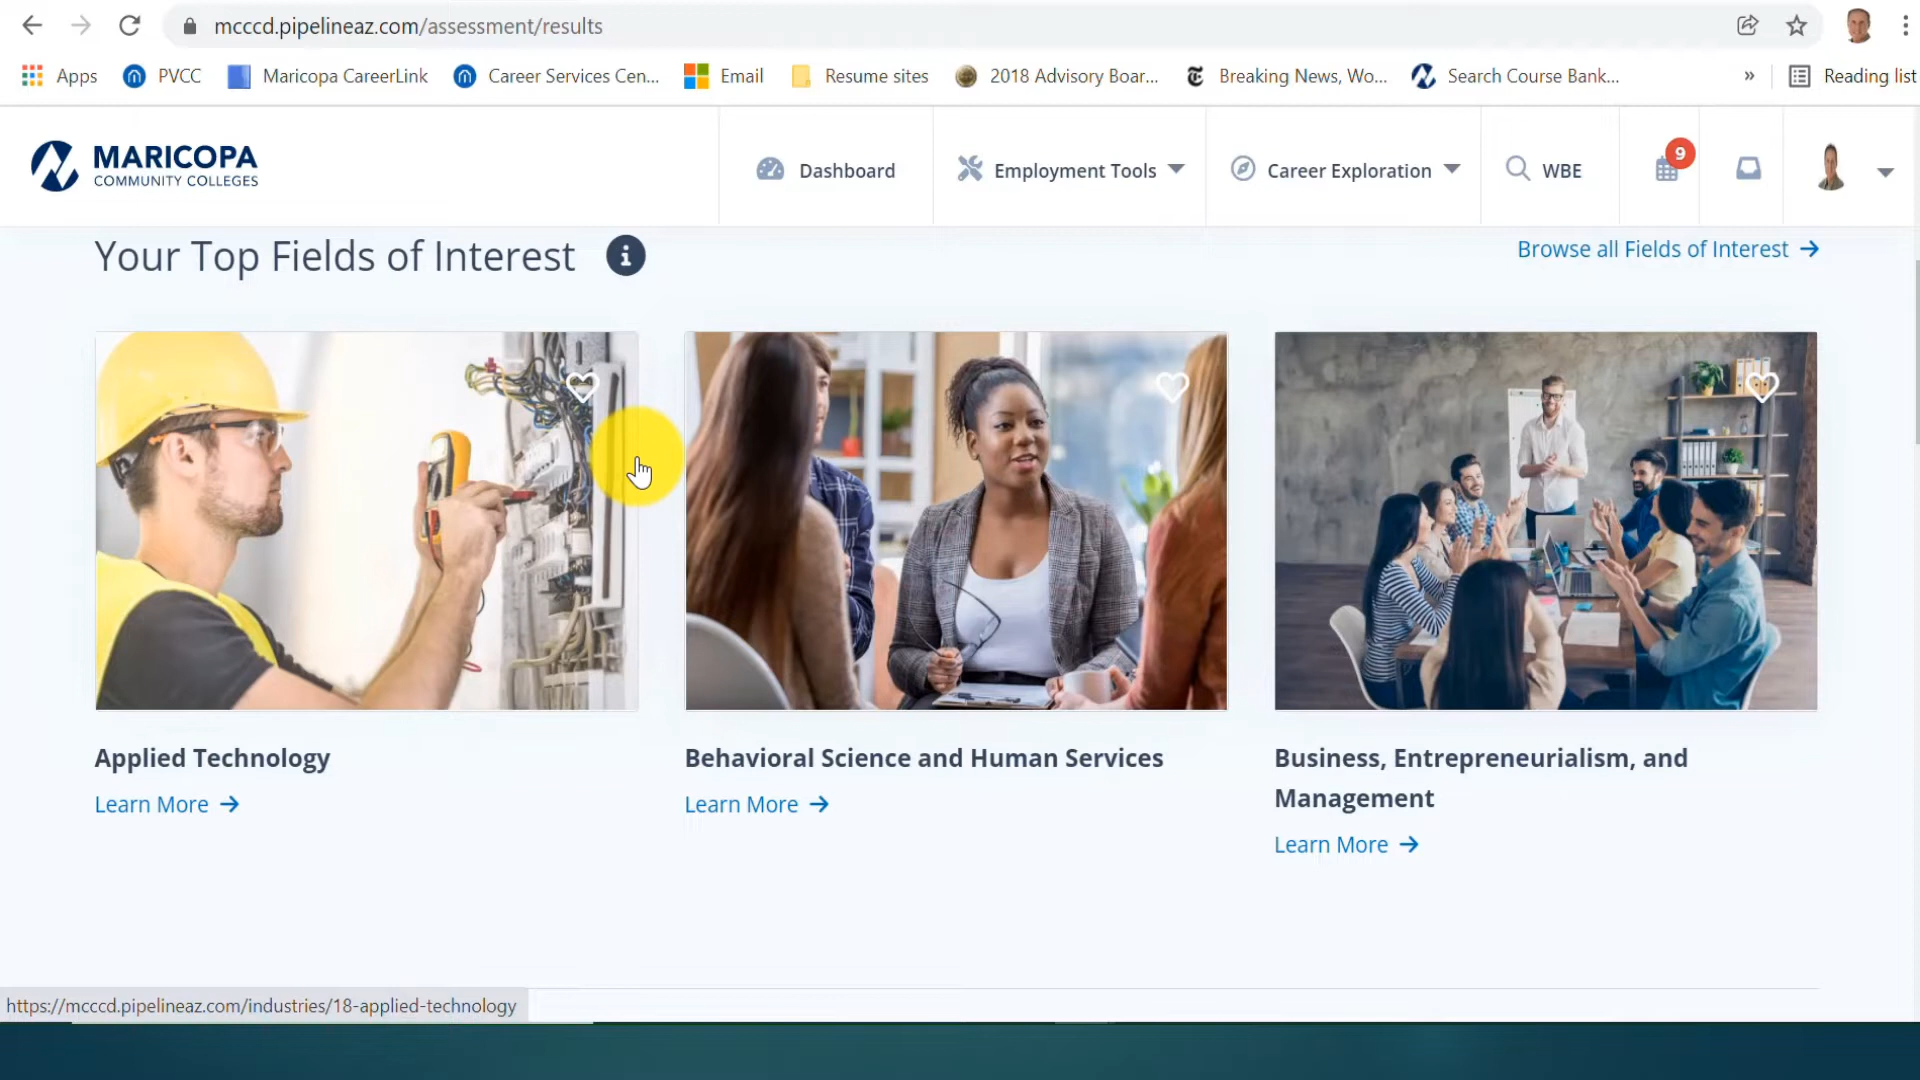 mcccd.pipelineaz.com/assessment/results
Apps PVCC Maricopa CareerLink Career Services Cen... Email Resume sites 2018 Advisory Boar... Breaking News, Wo... Search Course Bank... » Reading list
MARICOPA
COMMUNITY COLLEGES
Dashboard Employment Tools Career Exploration WBE 9
Your Top Fields of Interest
Browse all Fields of Interest →
Applied Technology
Learn More →
Behavioral Science and Human Services
Learn More →
Business, Entrepreneurialism, and
Management
Learn More →
https://mcccd.pipelineaz.com/industries/18-applied-technology